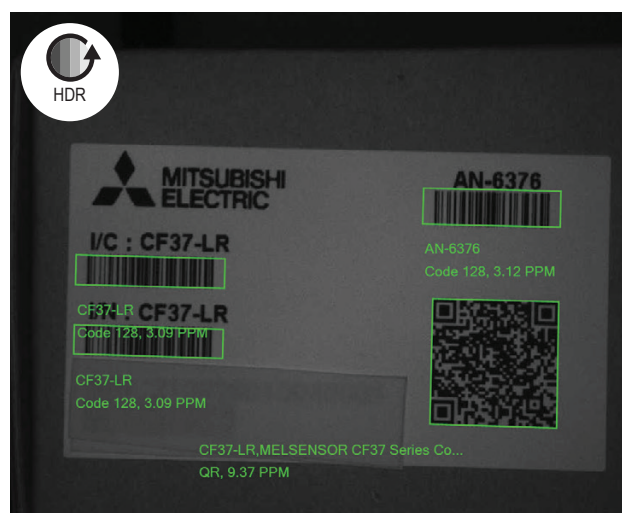 HDR
MITSUBISHI
ELECTRIC
AN-6376
I/C : CF37-LR
AN-6376
Code 128, 3.12 PPM
CF37-LR
CF37-LR
Code 128, 3.09 PPM
CF37-LR
Code 128, 3.09 PPM
CF37-LR,MELSENSOR CF37 Series Co...
QR, 9.37 PPM